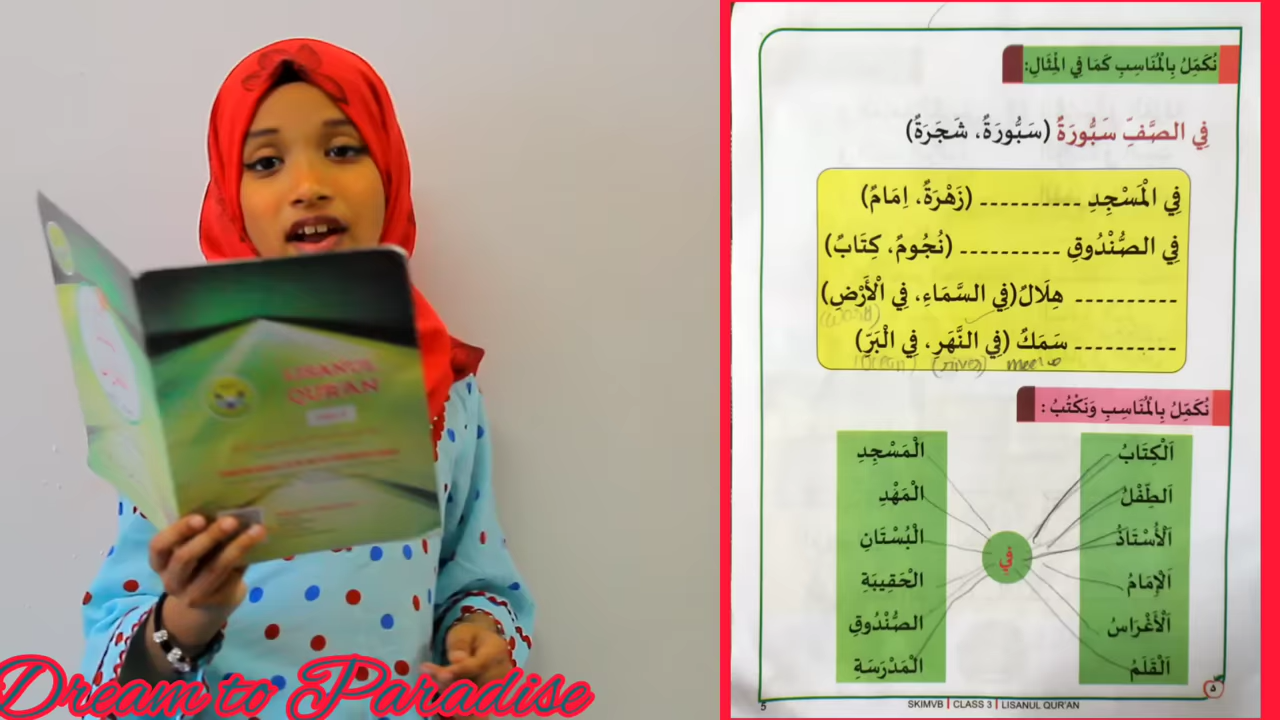 LISANUL
QUR'AN
Dream to Paradise
نُكَمِّلُ بِالْمُنَاسِبِ كَمَا فِي الْمِثَالِ:
فِي الصَّفِّ سَبُّورَةٌ (سَبُّورَةٌ، شَجَرَةٌ)
فِي الْمَسْجِدِ ---------- (زَهْرَةٌ، اِمَامٌ)
فِي الصُّنْدُوقِ ---------- (نُجُومٌ، كِتَابٌ)
---------- هِلَالٌ(فِي السَّمَاءِ، فِي الْأَرْضِ)
---------- سَمَكٌ (فِي النَّهَرِ، فِي الْبَرِّ)
(river)
نُكَمِّلُ بِالْمُنَاسِبِ وَنَكْتُبُ :
اَلْكِتَابُ الْمَسْجِدِ
اَلطِّفْلُ الْمَهْدِ
اَلْأُسْتَاذُ الْبُسْتَانِ
فِي
اَلْإِمَامُ الْحَقِيبَةِ
اَلْأَغْرَاسُ الصُّنْدُوقِ
اَلْقَلَمُ الْمَدْرَسَةِ
٥
5 SKIMVB | CLASS 3 | LISANUL QUR'AN